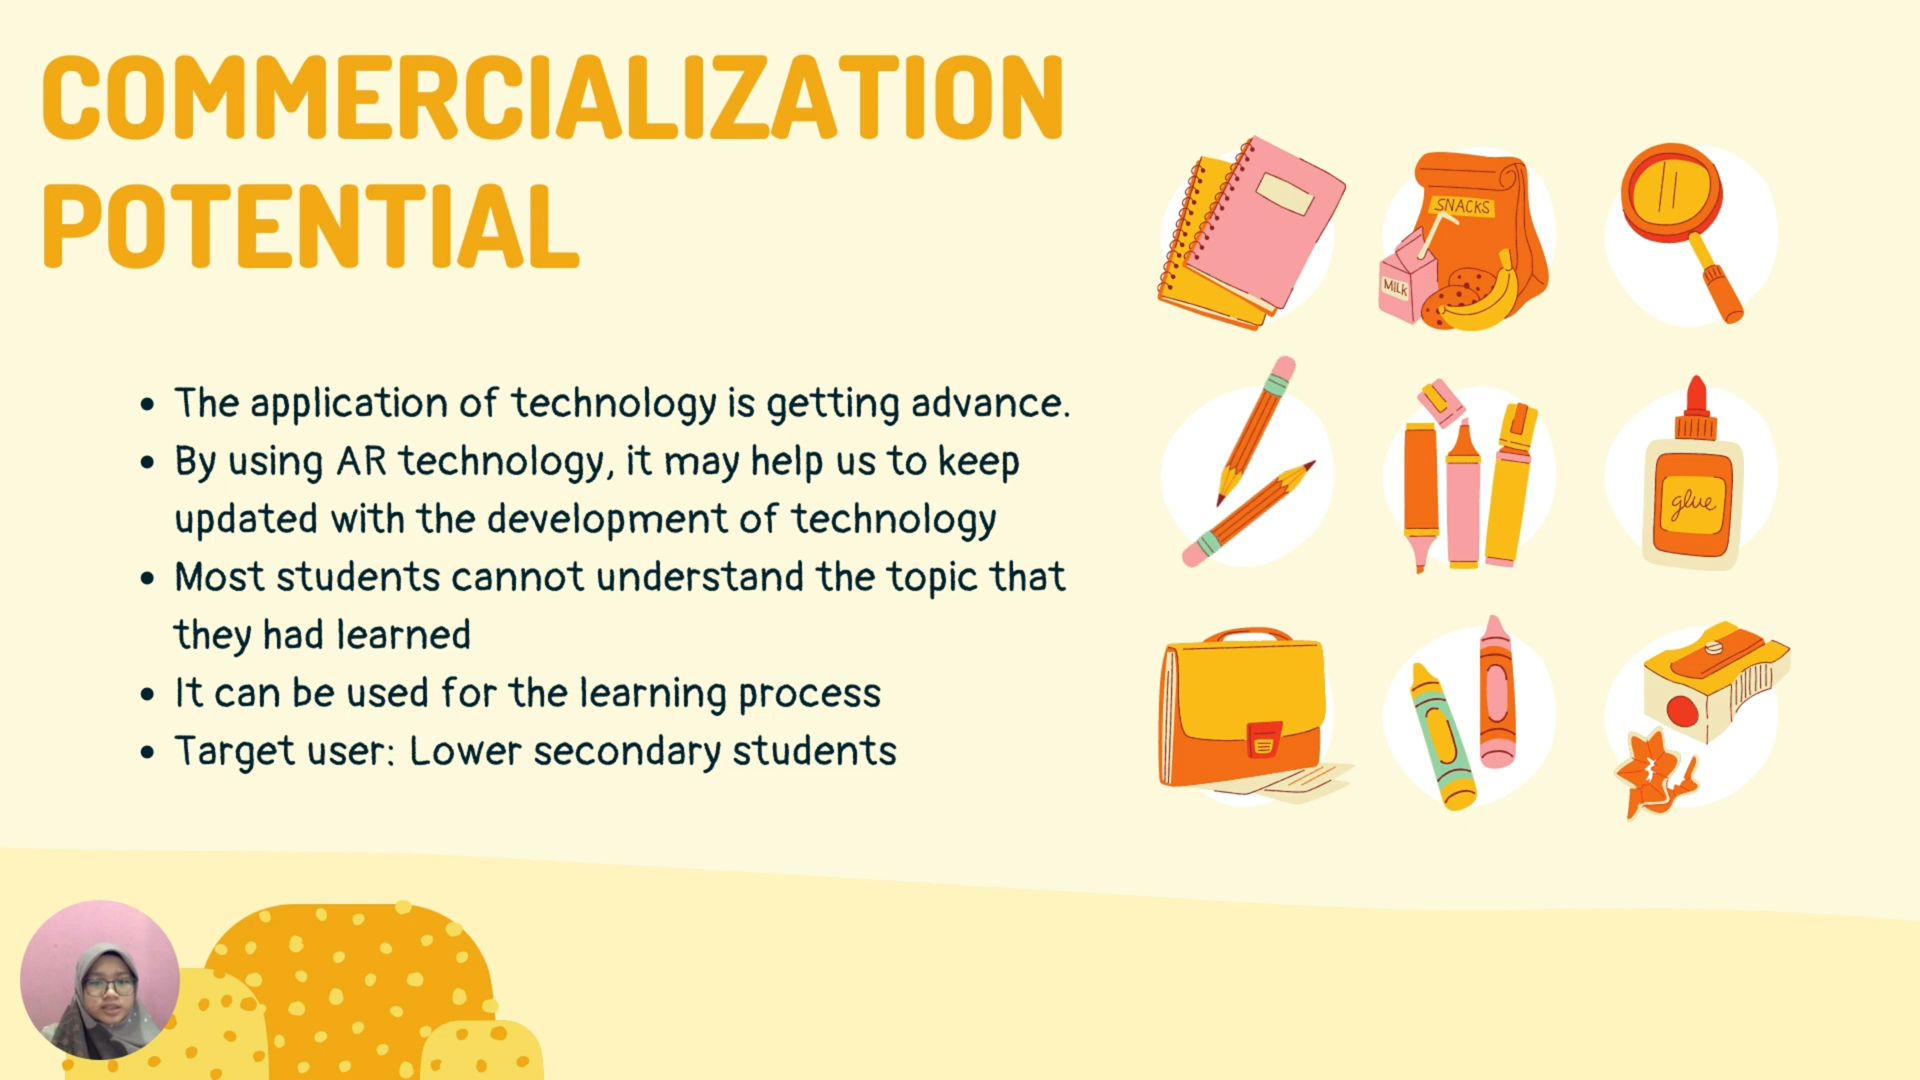 COMMERCIALIZATION
POTENTIAL
• The application of technology is getting advance.
• By using AR technology, it may help us to keep
updated with the development of technology
• Most students cannot understand the topic that
they had learned
• It can be used for the learning process
• Target user: Lower secondary students
SNACKS
MILK
glue